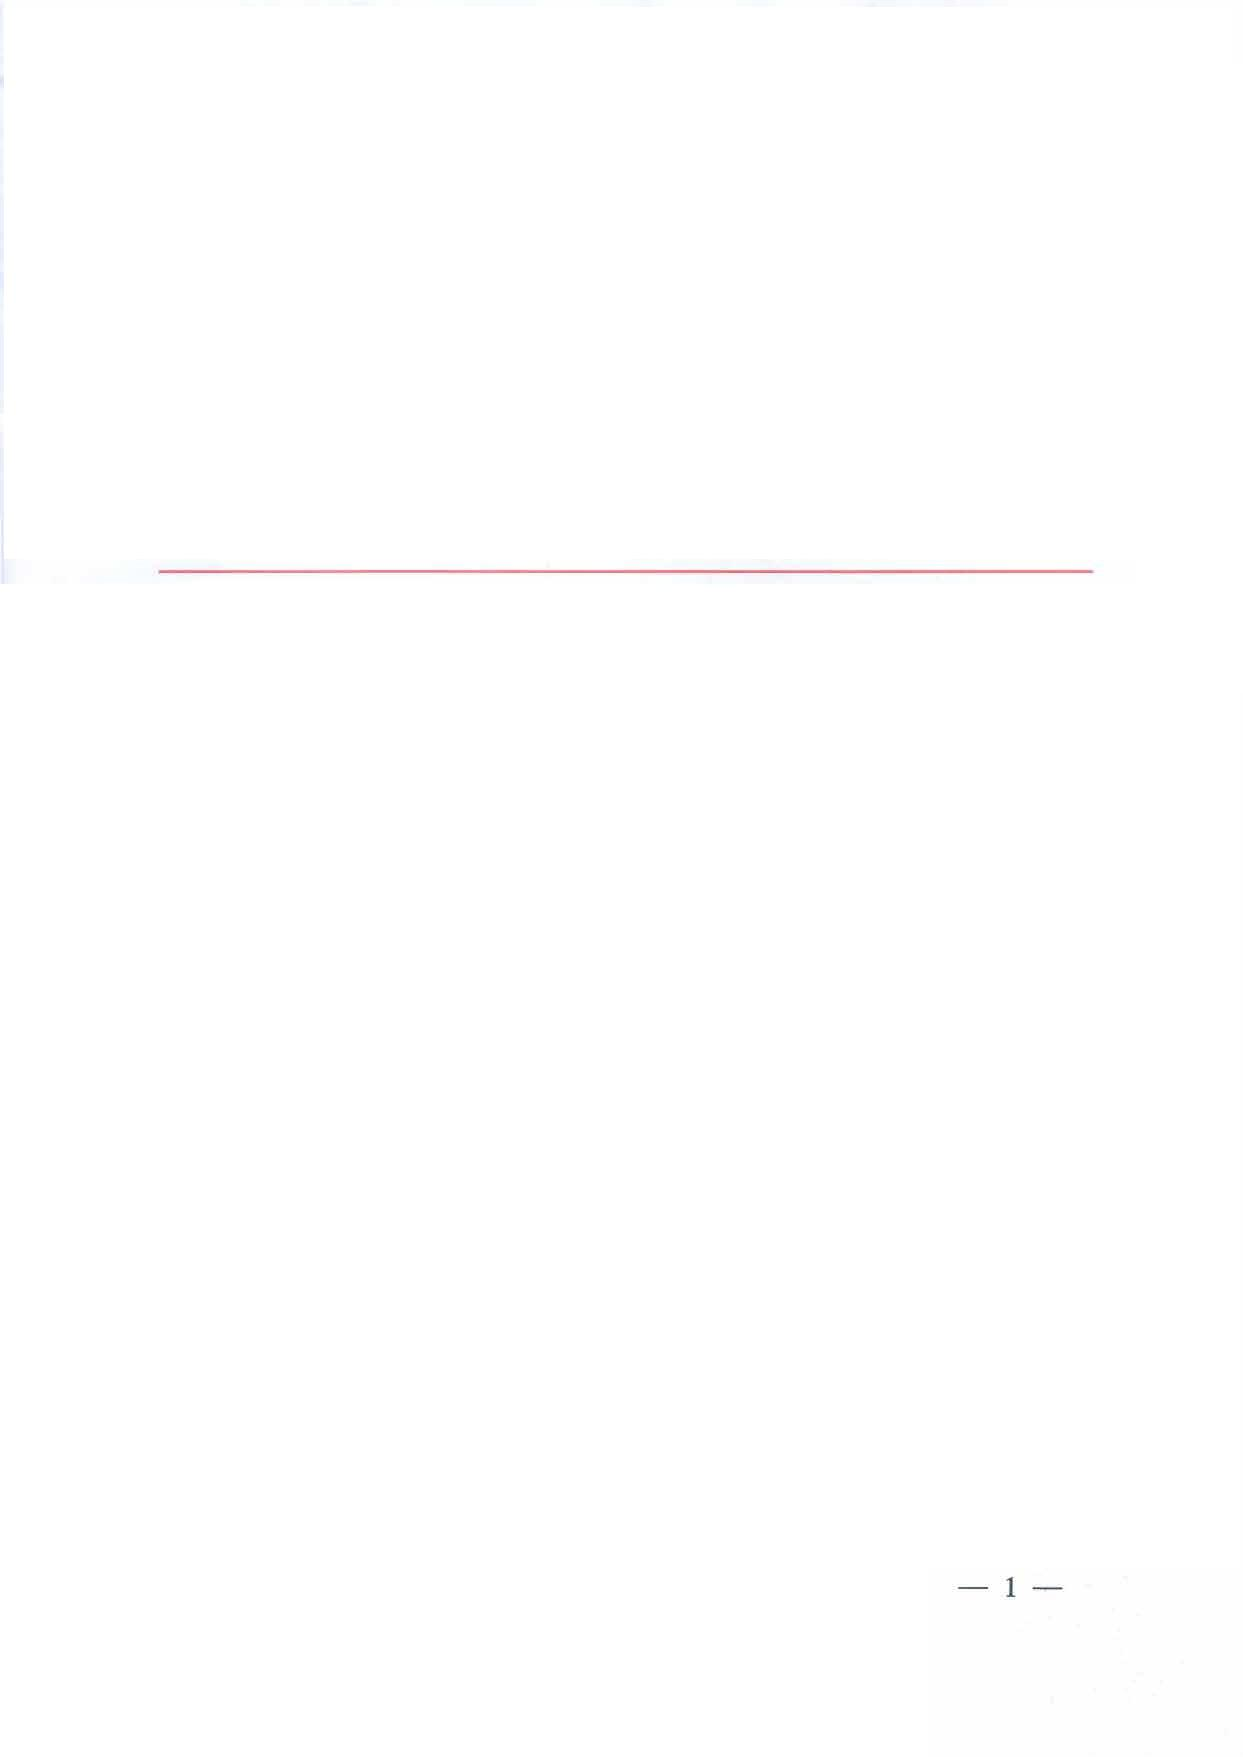 — 1 —